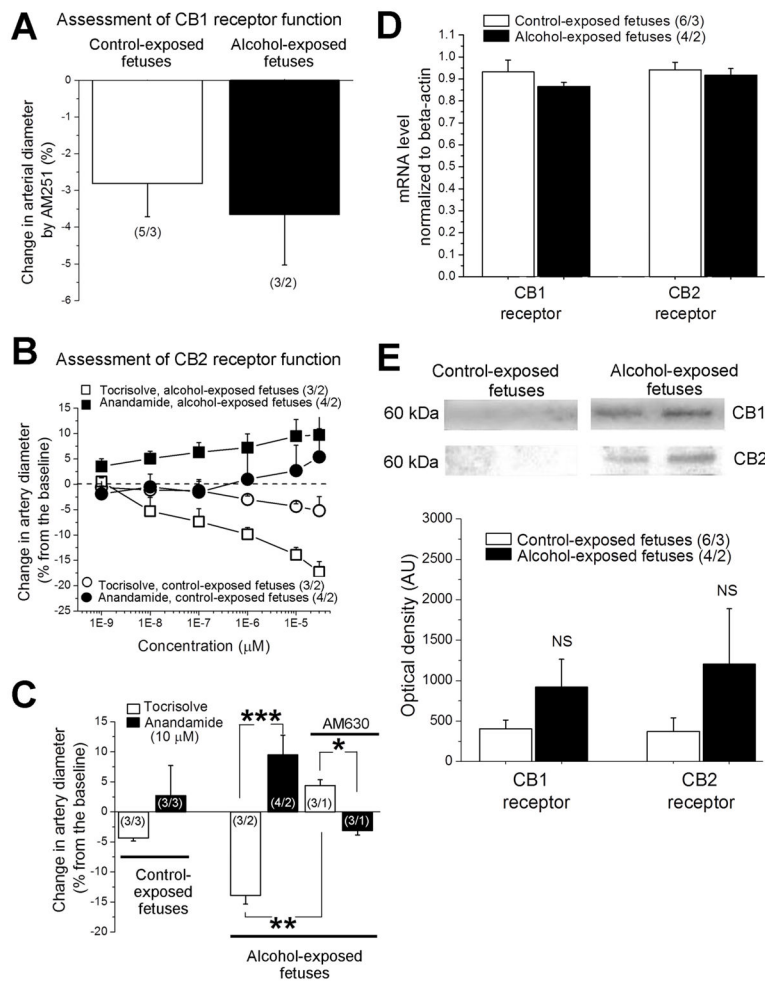 A
Assessment of CB1 receptor function
Control-exposed fetuses
Alcohol-exposed fetuses
0
-1
-2
-3
-4
-5
-6
Change in arterial diameter
by AM251 (%)
(5/3)
(3/2)
B
Assessment of CB2 receptor function
Tocrisolve, alcohol-exposed fetuses (3/2)
Anandamide, alcohol-exposed fetuses (4/2)
15
10
5
0
-5
-10
-15
-20
-25
Change in artery diameter
(% from the baseline)
Tocrisolve, control-exposed fetuses (3/2)
Anandamide, control-exposed fetuses (4/2)
1E-9
1E-8
1E-7
1E-6
1E-5
Concentration (μM)
C
Tocrisolve
Anandamide
(10 μM)
15
10
5
0
-5
-10
-15
-20
Change in artery diameter
(% from the baseline)
***
AM630
*
(3/3)
(3/3)
(3/2)
(4/2)
(3/1)
(3/1)
**
Control-
exposed
fetuses
Alcohol-exposed
fetuses
D
Control-exposed fetuses (6/3)
Alcohol-exposed fetuses (4/2)
1.1
1.0
0.9
0.8
0.7
0.6
0.5
0.4
0.3
0.2
0.1
0.0
mRNA level
normalized to beta-actin
CB1
receptor
CB2
receptor
E
Control-exposed
fetuses
Alcohol-exposed
fetuses
60 kDa
CB1
60 kDa
CB2
3000
2500
2000
1500
1000
500
0
Optical density (AU)
Control-exposed fetuses (6/3)
Alcohol-exposed fetuses (4/2)
NS
NS
CB1
receptor
CB2
receptor